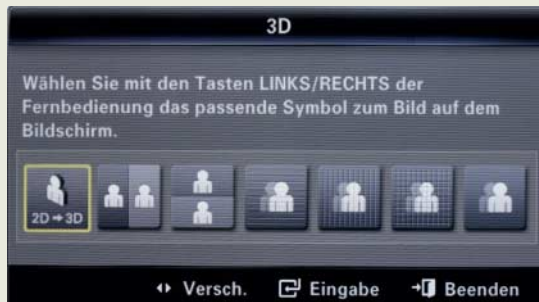 3D
Wählen Sie mit den Tasten LINKS/RECHTS der
Fernbedienung das passende Symbol zum Bild auf dem
Bildschirm.
2D→3D
Versch. Eingabe Beenden